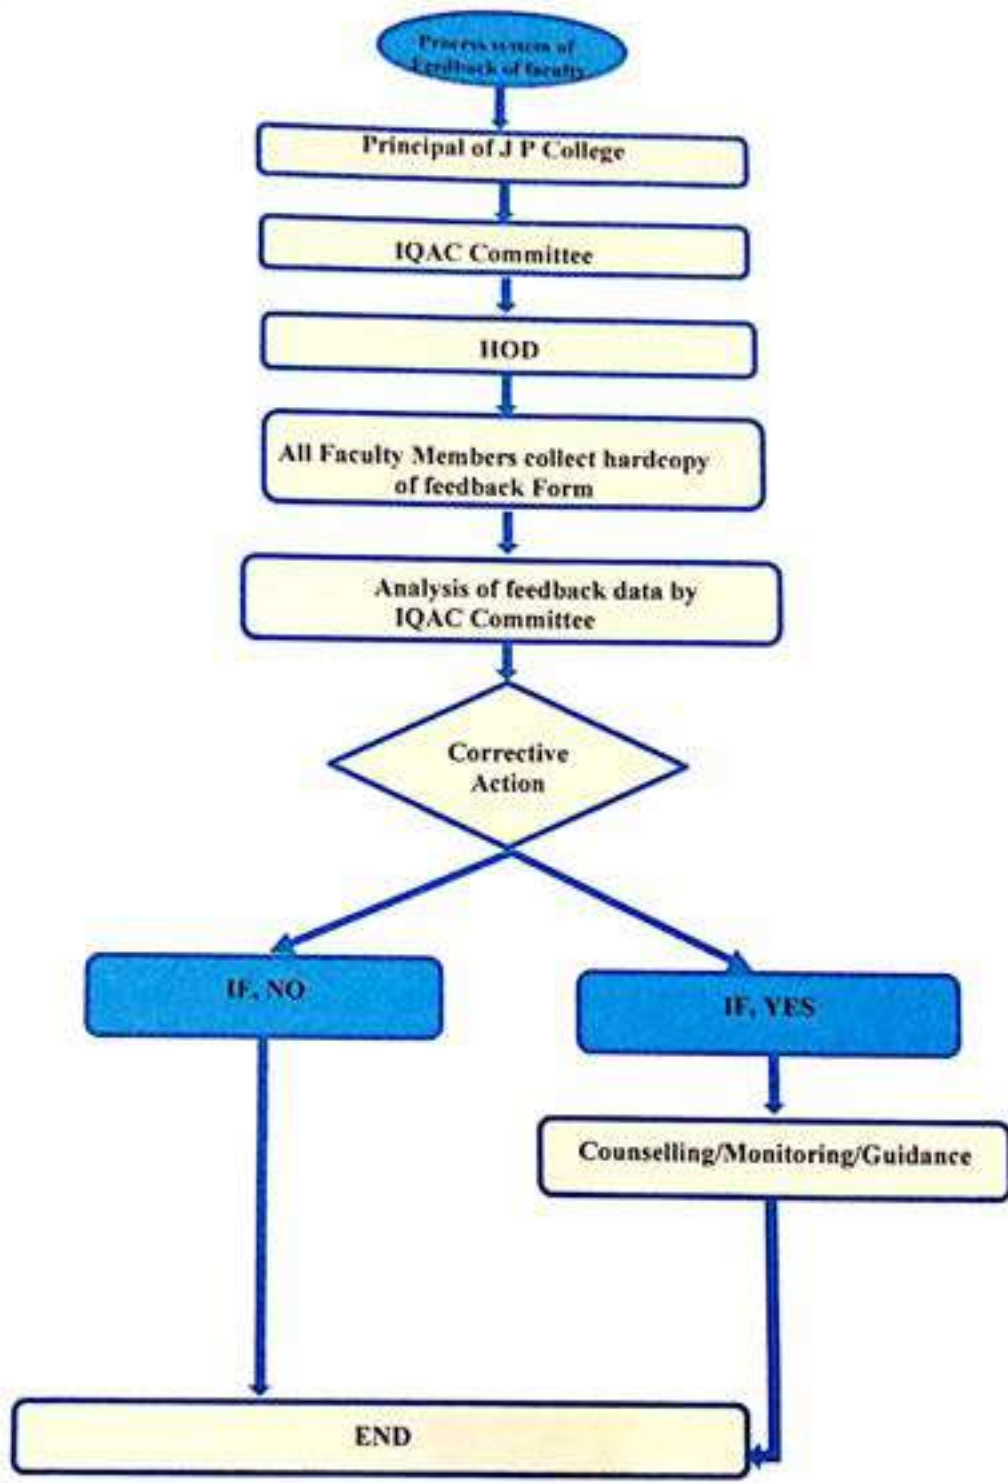 Process system of
Feedback of faculty
Principal of J P College
IQAC Committee
HOD
All Faculty Members collect hardcopy
of feedback Form
Analysis of feedback data by
IQAC Committee
Corrective
Action
IF, NO
IF, YES
Counselling/Monitoring/Guidance
END